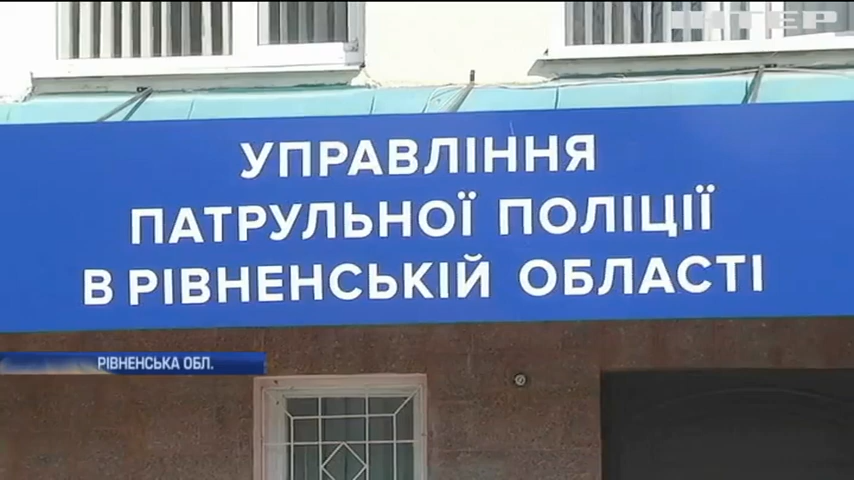 ІНТЕР
УПРАВЛІННЯ
ПАТРУЛЬНОЇ ПОЛІЦІЇ
В РІВНЕНСЬКІЙ ОБЛАСТІ
РІВНЕНСЬКА ОБЛ.